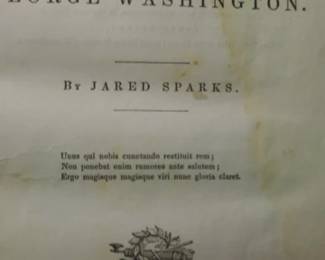 EORGE WASHINGTON.
By JARED SPARKS.
Unus qui nobis cunctando restituit rem;
Non ponebat enim rumores ante salutem;
Ergo magisque magisque viri nunc gloria claret.